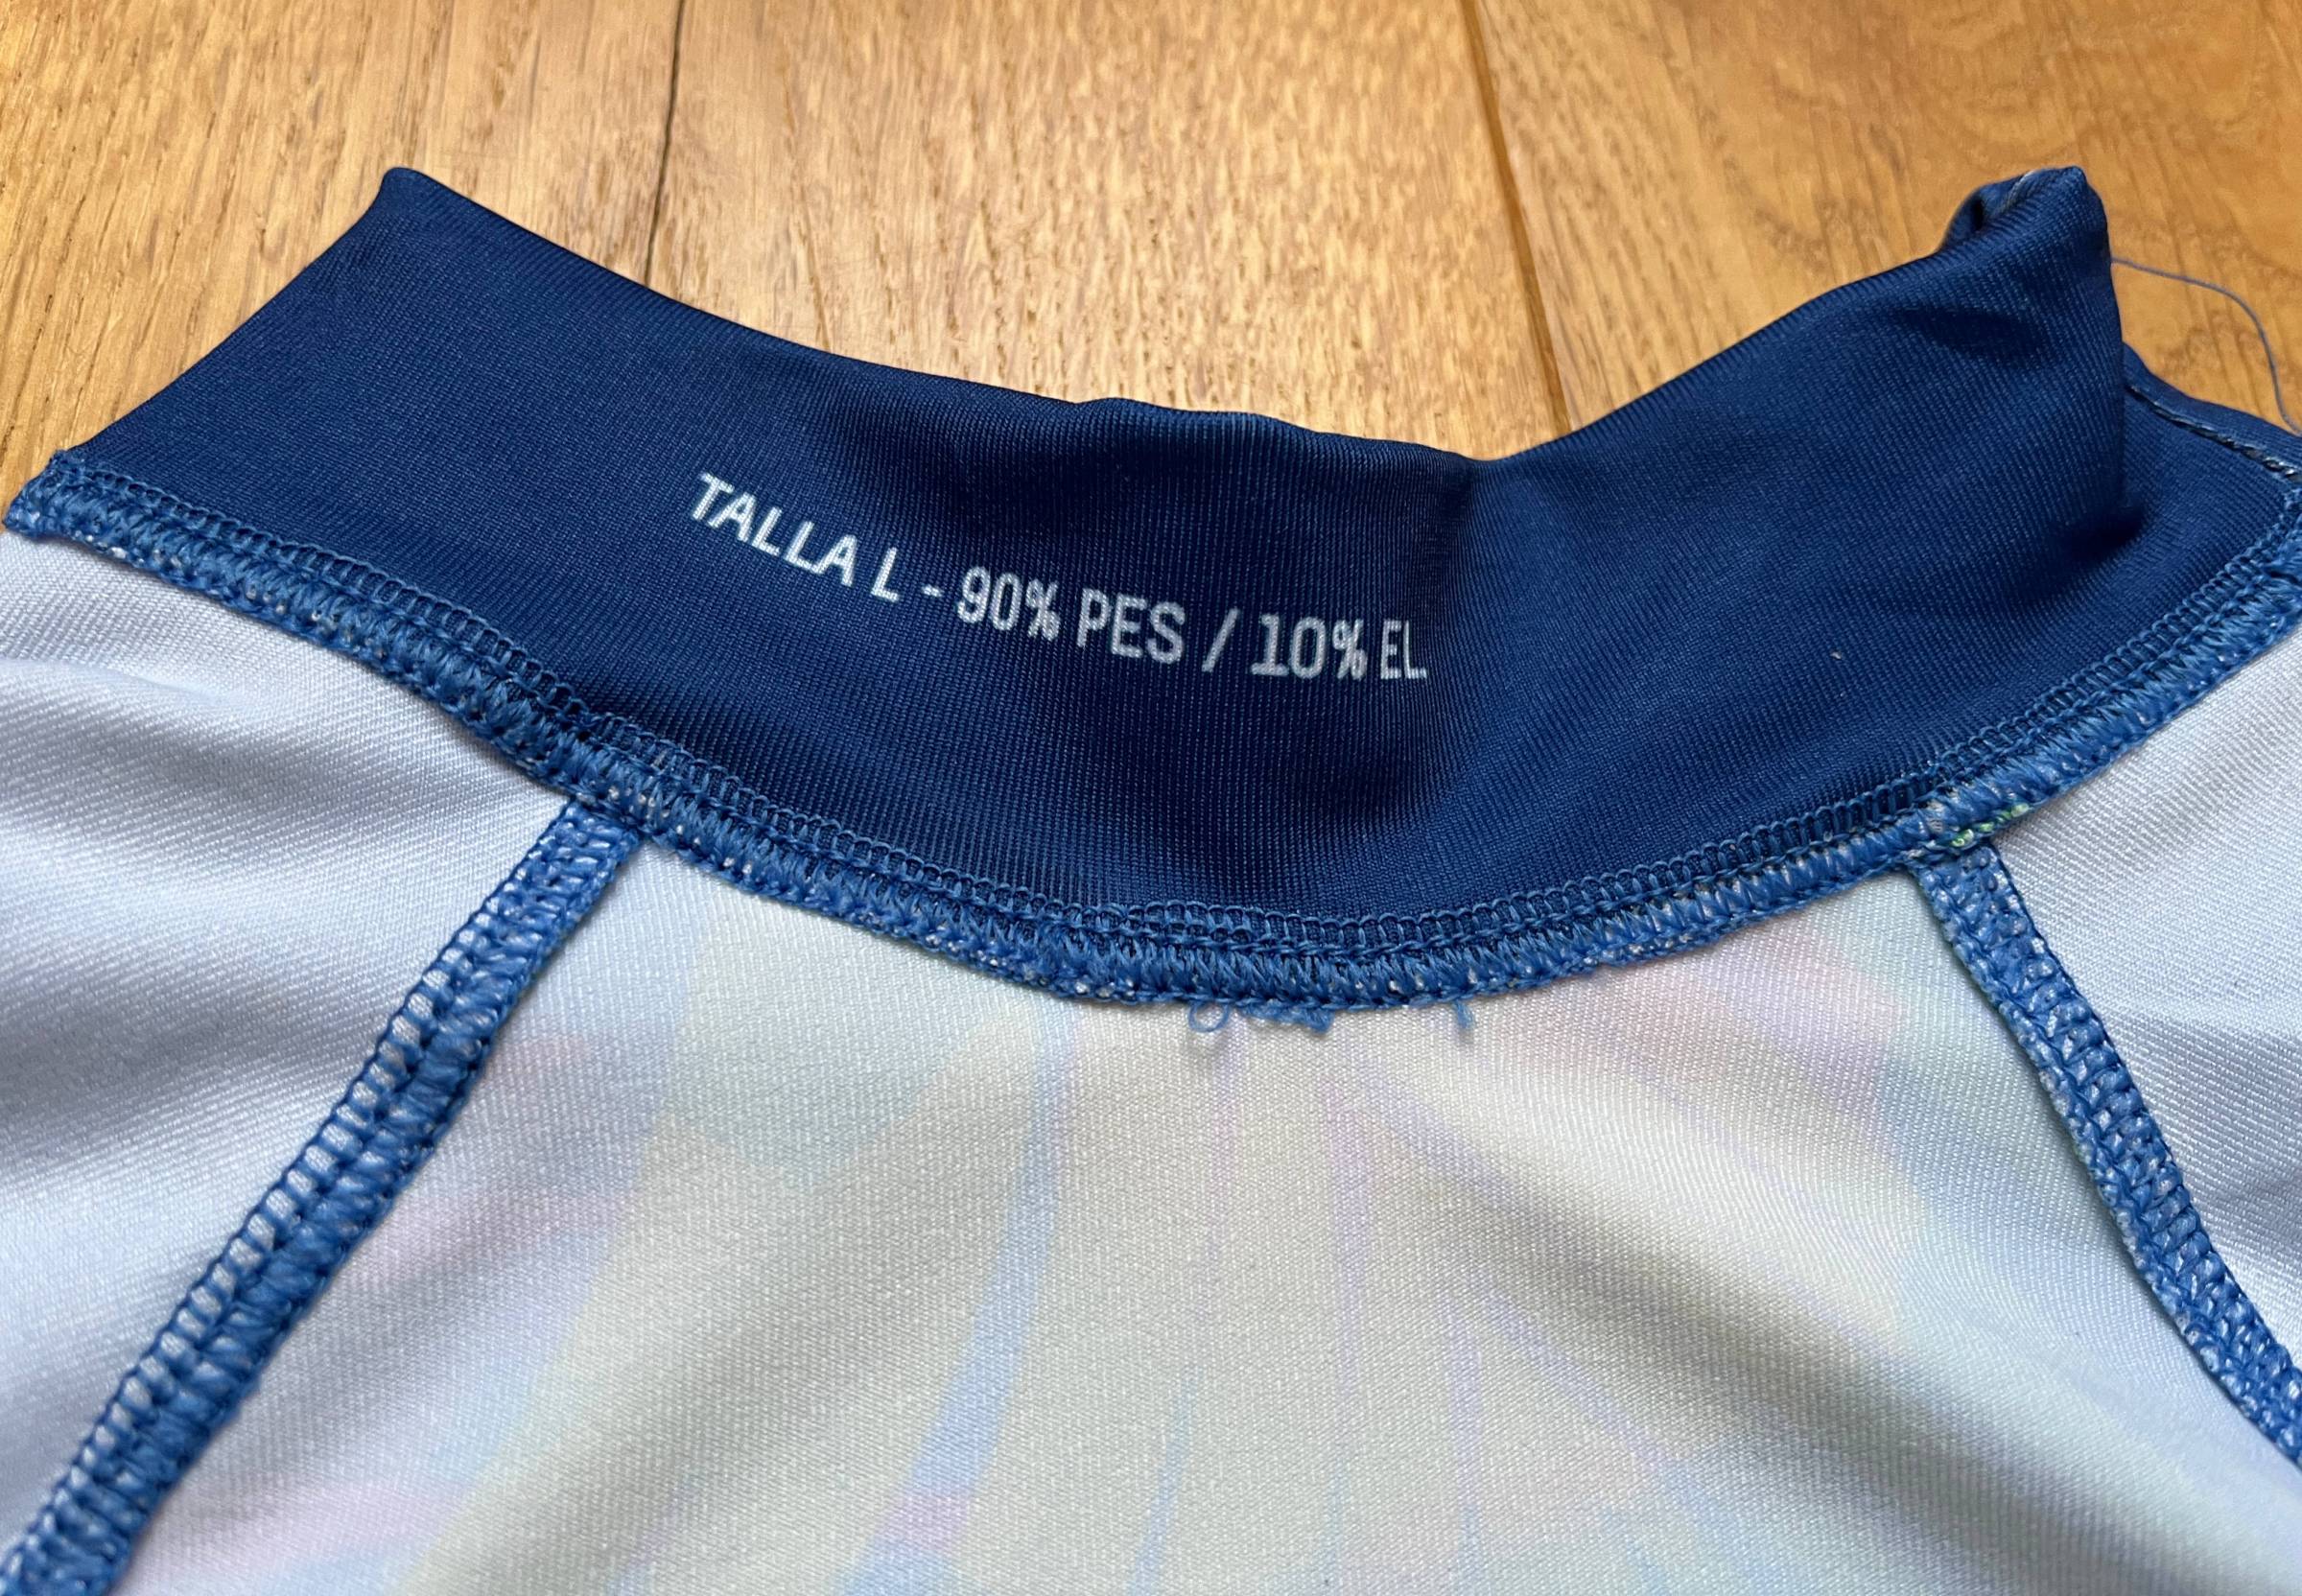 TALLA L - 90% PES / 10% EL